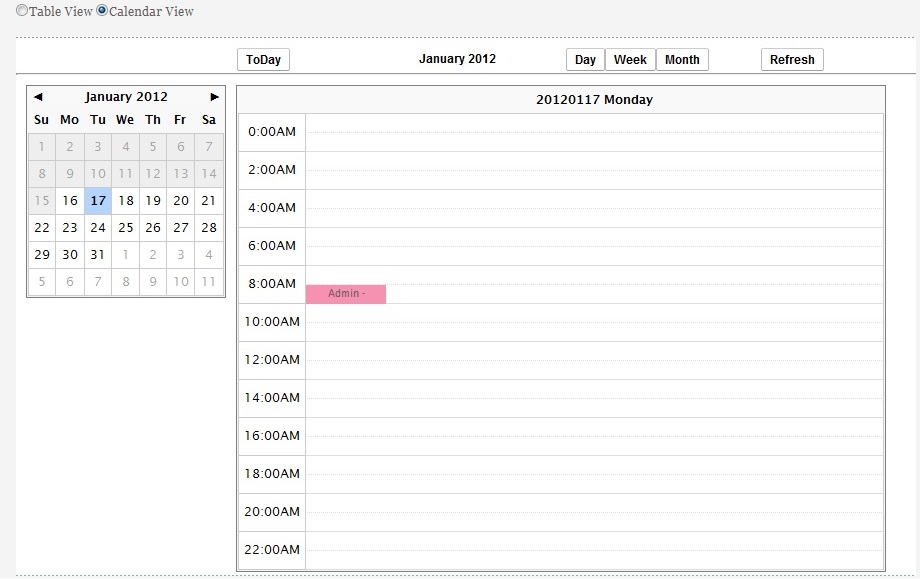 Table View Calendar View
ToDay January 2012 Day Week Month Refresh
◄ January 2012 ►
Su Mo Tu We Th Fr Sa
1 2 3 4 5 6 7
8 9 10 11 12 13 14
15 16 17 18 19 20 21
22 23 24 25 26 27 28
29 30 31 1 2 3 4
5 6 7 8 9 10 11
20120117 Monday
0:00AM
2:00AM
4:00AM
6:00AM
8:00AM
Admin -
10:00AM
12:00AM
14:00AM
16:00AM
18:00AM
20:00AM
22:00AM